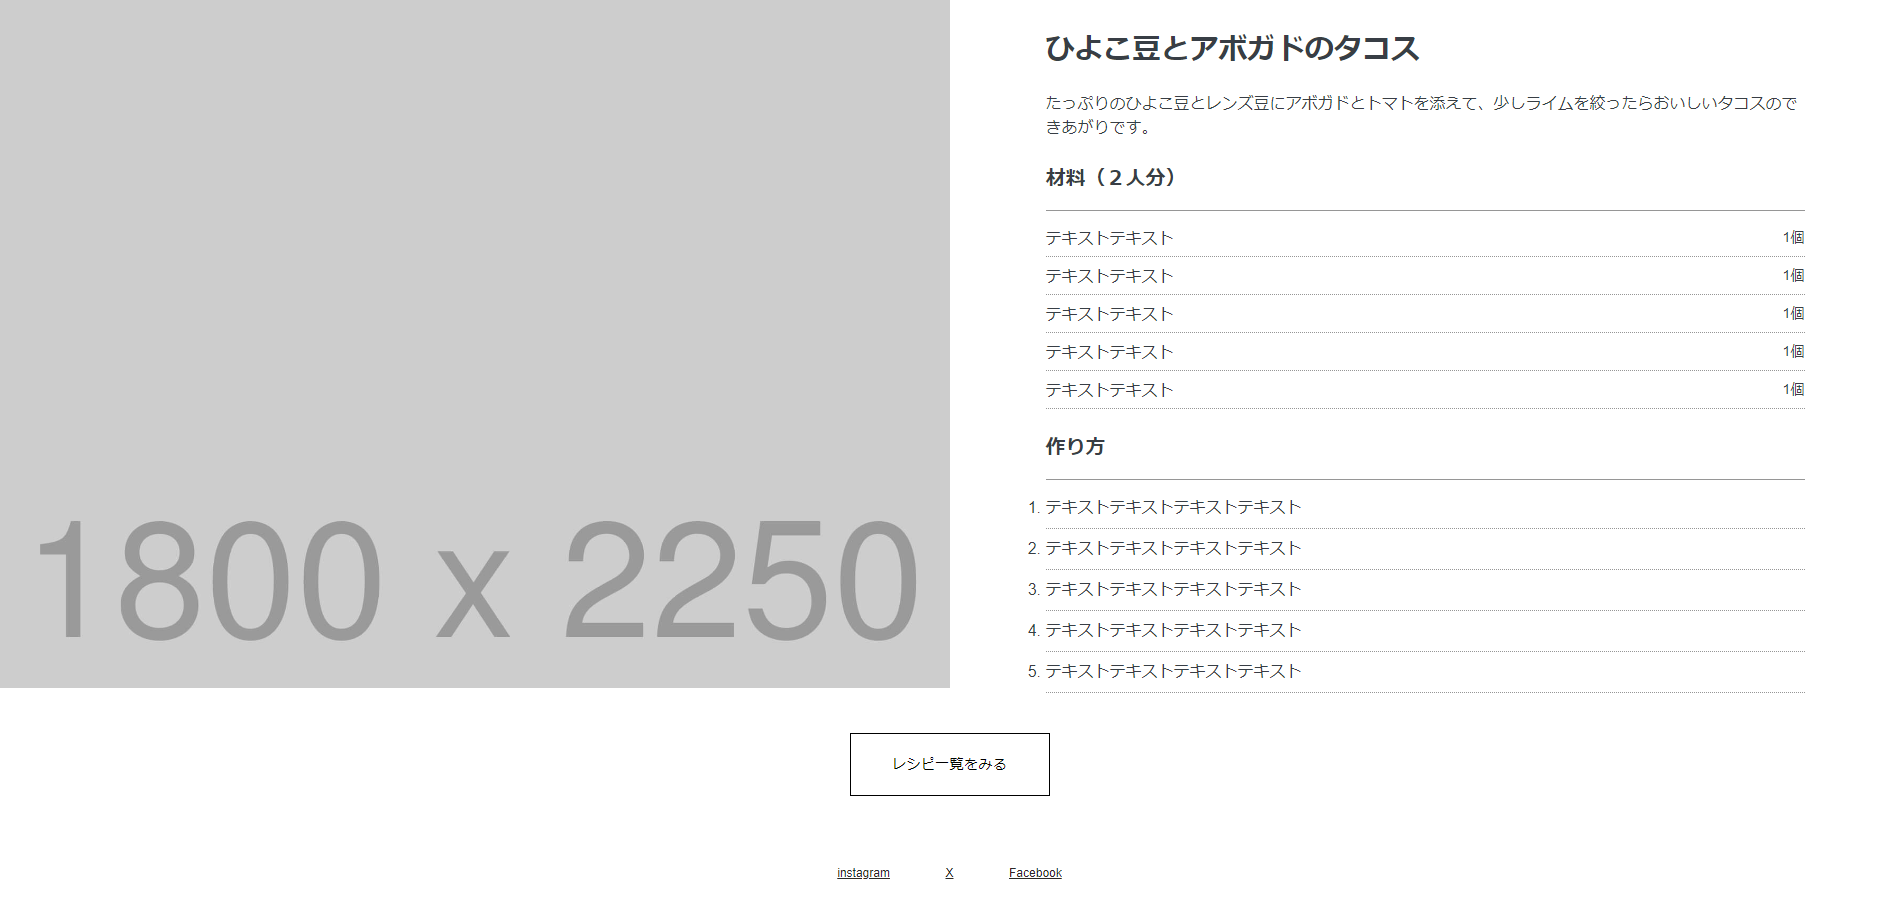 1800 x 2250
ひよこ豆とアボガドのタコス
たっぷりのひよこ豆とレンズ豆にアボガドとトマトを添えて、少しライムを絞ったらおいしいタコスので
きあがりです。
材料（２人分）
テキストテキスト 1個
テキストテキスト 1個
テキストテキスト 1個
テキストテキスト 1個
テキストテキスト 1個
作り方
1. テキストテキストテキストテキスト
2. テキストテキストテキストテキスト
3. テキストテキストテキストテキスト
4. テキストテキストテキストテキスト
5. テキストテキストテキストテキスト
レシピ一覧をみる
instagram X Facebook